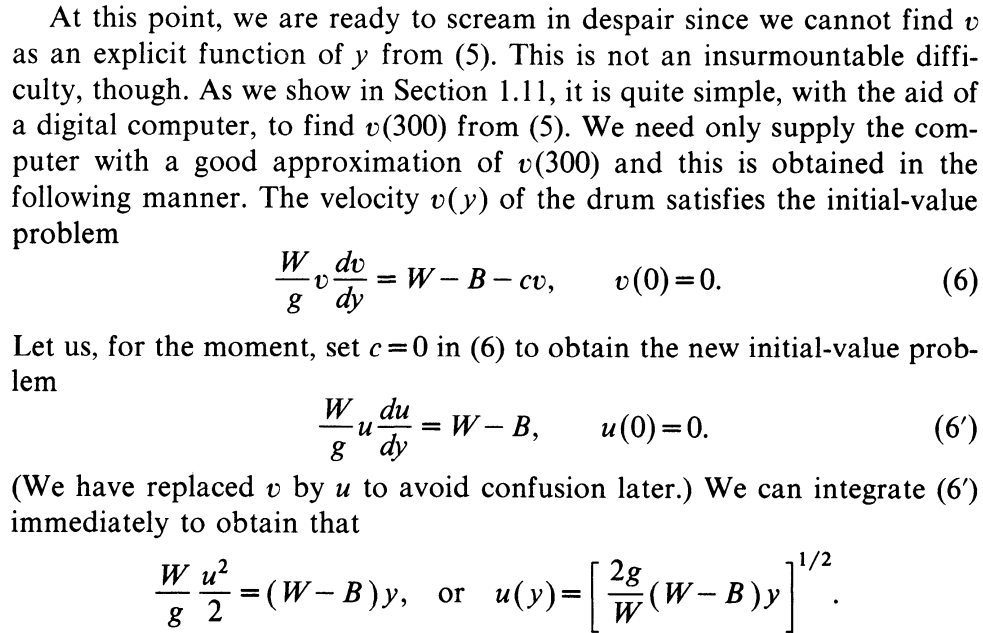 At this point, we are ready to scream in despair since we cannot find v
as an explicit function of y from (5). This is not an insurmountable diffi-
culty, though. As we show in Section 1.11, it is quite simple, with the aid of
a digital computer, to find v(300) from (5). We need only supply the com-
puter with a good approximation of v(300) and this is obtained in the
following manner. The velocity v(y) of the drum satisfies the initial-value
problem
W/g v dv/dy = W − B − cv, v(0)=0. (6)
Let us, for the moment, set c=0 in (6) to obtain the new initial-value prob-
lem
W/g u du/dy = W − B, u(0)=0. (6′)
(We have replaced v by u to avoid confusion later.) We can integrate (6′)
immediately to obtain that
W/g u²/2 = (W − B)y, or u(y) = [2g/W (W − B)y]^1/2.